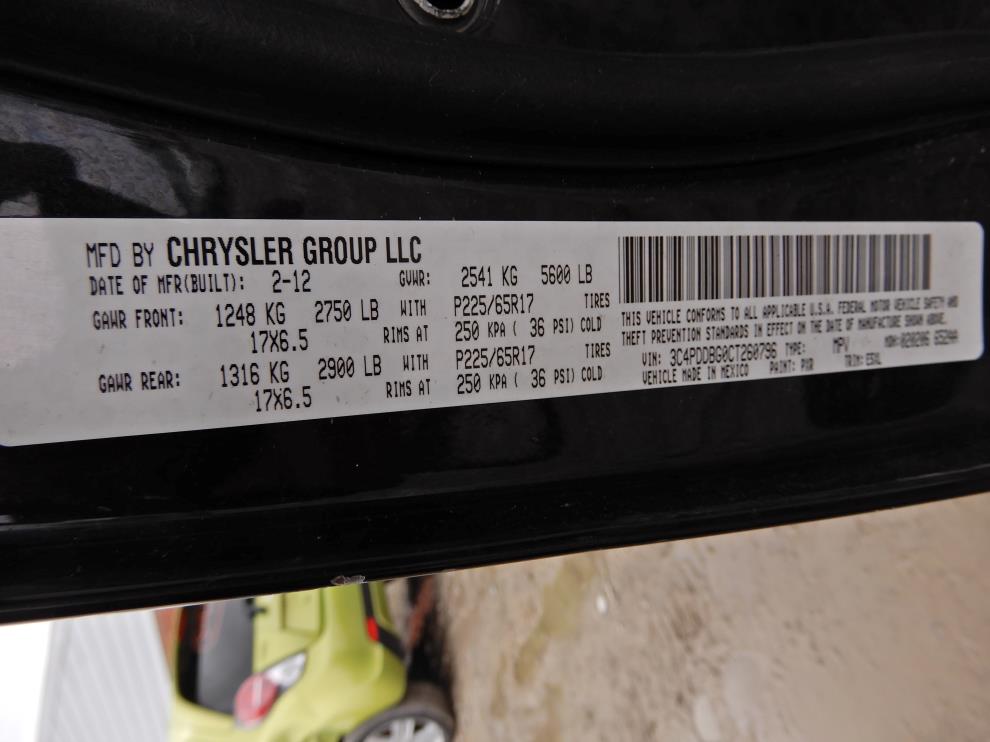 MFD BY CHRYSLER GROUP LLC
DATE OF MFR(BUILT): 2-12 GVWR: 2541 KG 5600 LB
GAWR FRONT: 1248 KG 2750 LB WITH P225/65R17 TIRES
17X6.5 RIMS AT 250 KPA ( 36 PSI) COLD
GAWR REAR: 1316 KG 2900 LB WITH P225/65R17 TIRES
17X6.5 RIMS AT 250 KPA ( 36 PSI) COLD
THIS VEHICLE CONFORMS TO ALL APPLICABLE U.S.A. FEDERAL MOTOR VEHICLE SAFETY AND
THEFT PREVENTION STANDARDS IN EFFECT ON THE DATE OF MANUFACTURE SHOWN ABOVE.
VIN: 3C4PDDBG0CT260796 TYPE: MPV MDH:020206 652AAA
VEHICLE MADE IN MEXICO PAINT: PXR TRIM: